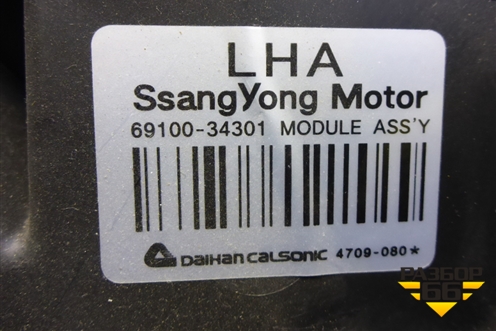 LHA
SsangYong Motor
69100-34301 MODULE ASS'Y
DAIHAN CALSONIC 4709-080*
РАЗБОР
66